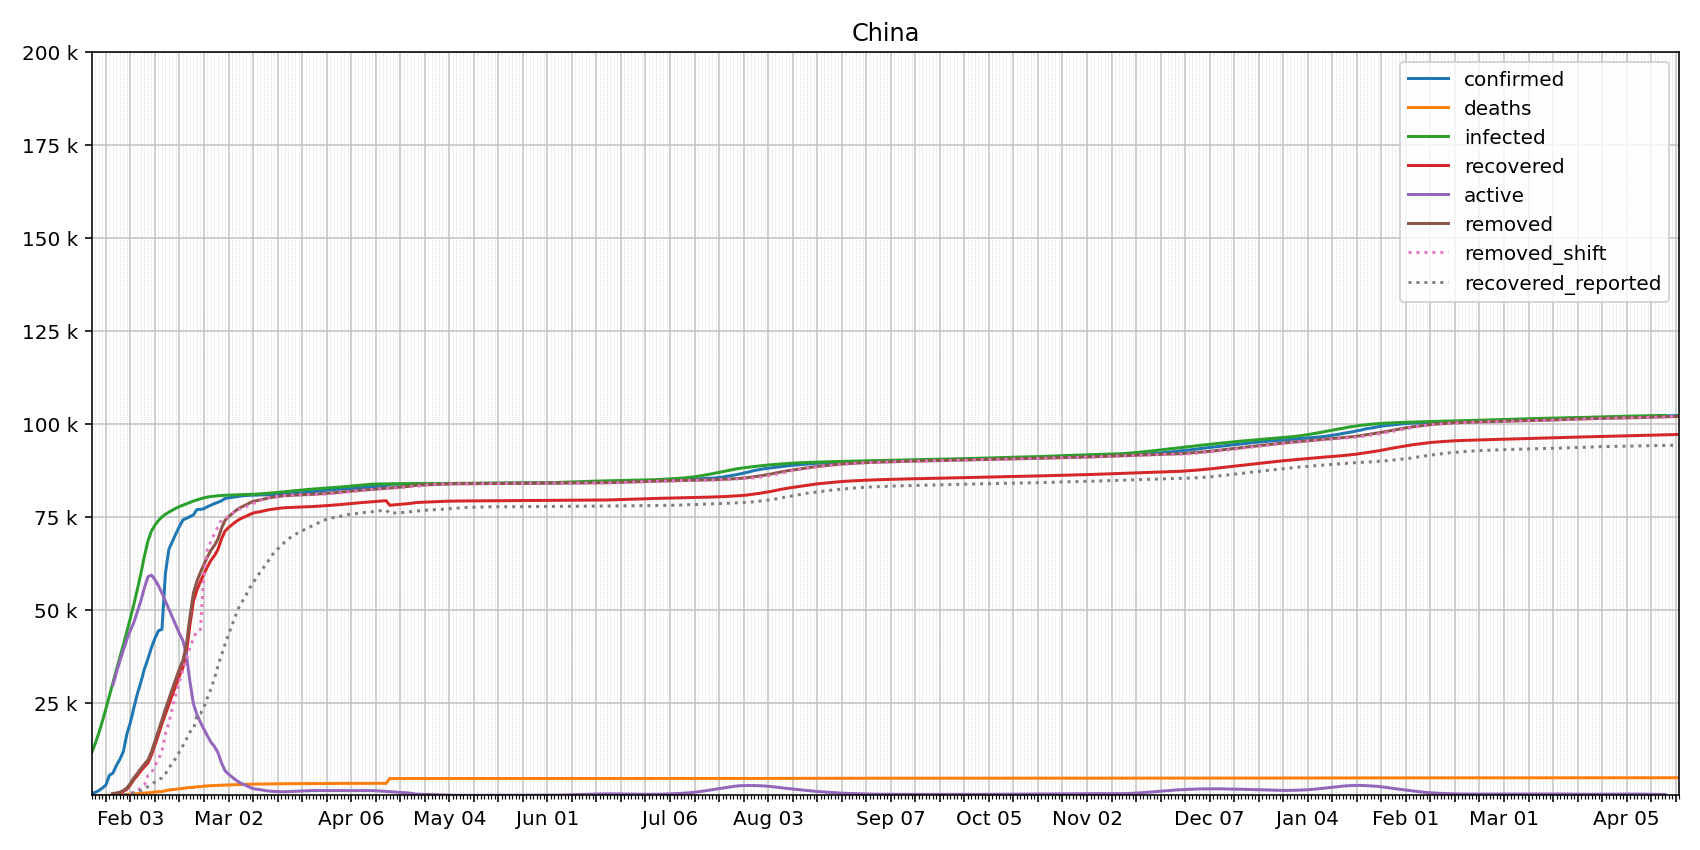 China
200 k
175 k
150 k
125 k
100 k
75 k
50 k
25 k
confirmed
deaths
infected
recovered
active
removed
removed_shift
recovered_reported
Feb 03 Mar 02 Apr 06 May 04 Jun 01 Jul 06 Aug 03 Sep 07 Oct 05 Nov 02 Dec 07 Jan 04 Feb 01 Mar 01 Apr 05